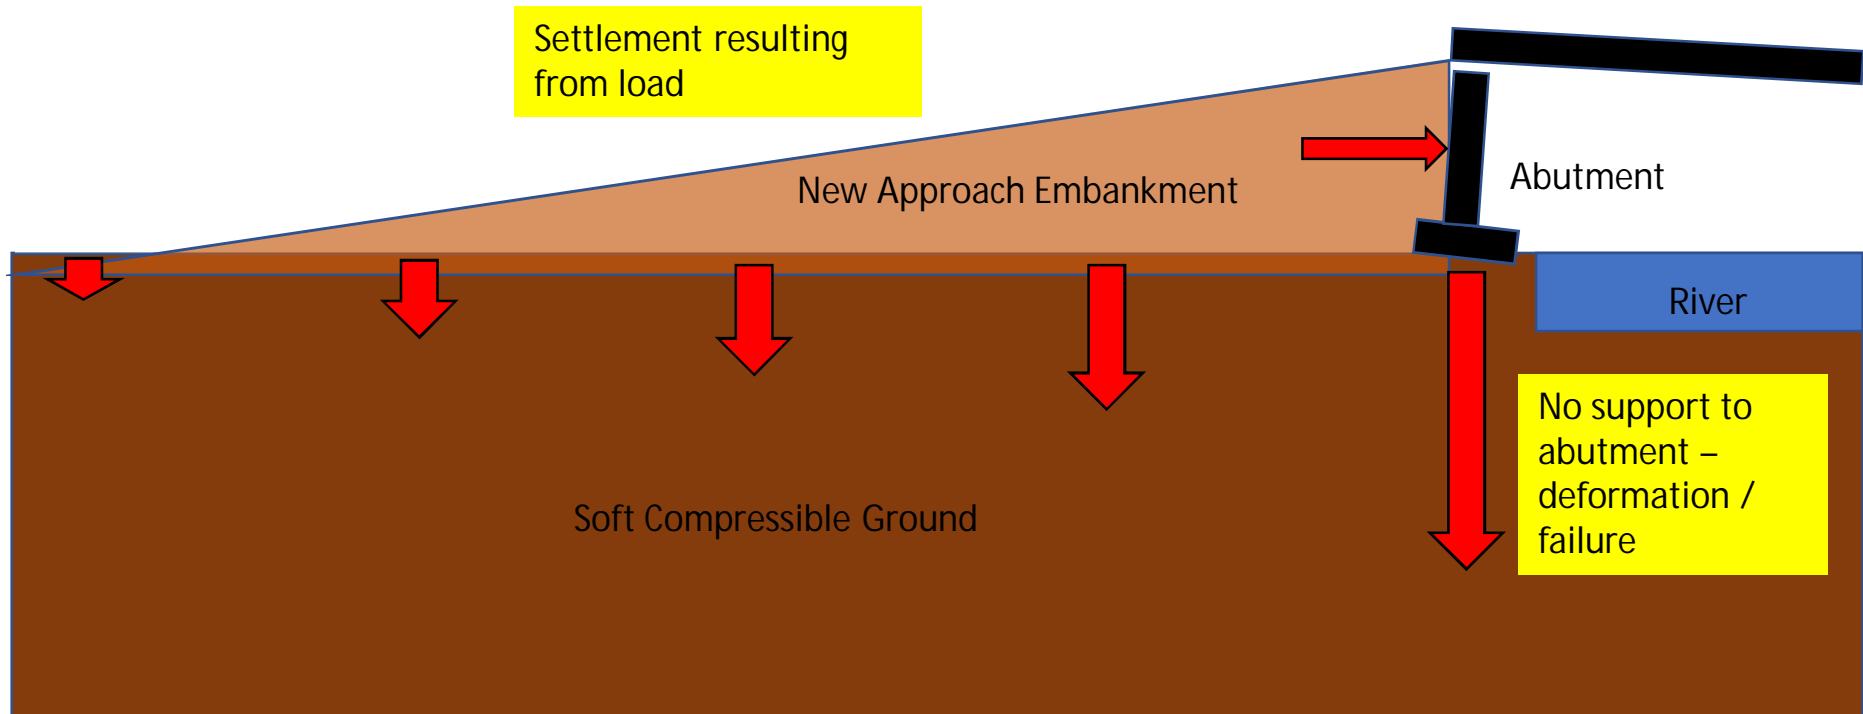 Settlement resulting
from load
New Approach Embankment
Abutment
River
No support to
abutment –
deformation /
failure
Soft Compressible Ground